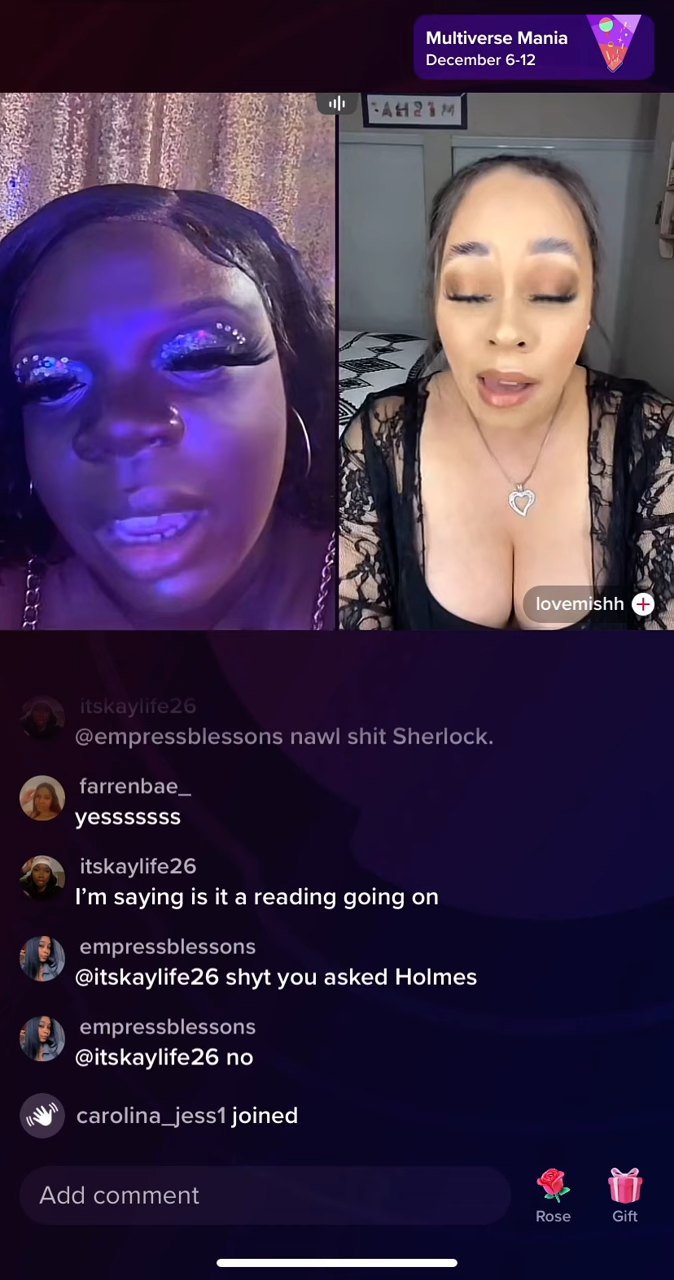 Multiverse Mania
December 6-12
lovemishh
itskaylife26
@empressblessons nawl shit Sherlock.
farrenbae_
yesssssss
itskaylife26
I'm saying is it a reading going on
empressblessons
@itskaylife26 shyt you asked Holmes
empressblessons
@itskaylife26 no
carolina_jess1 joined
Add comment
Rose
Gift